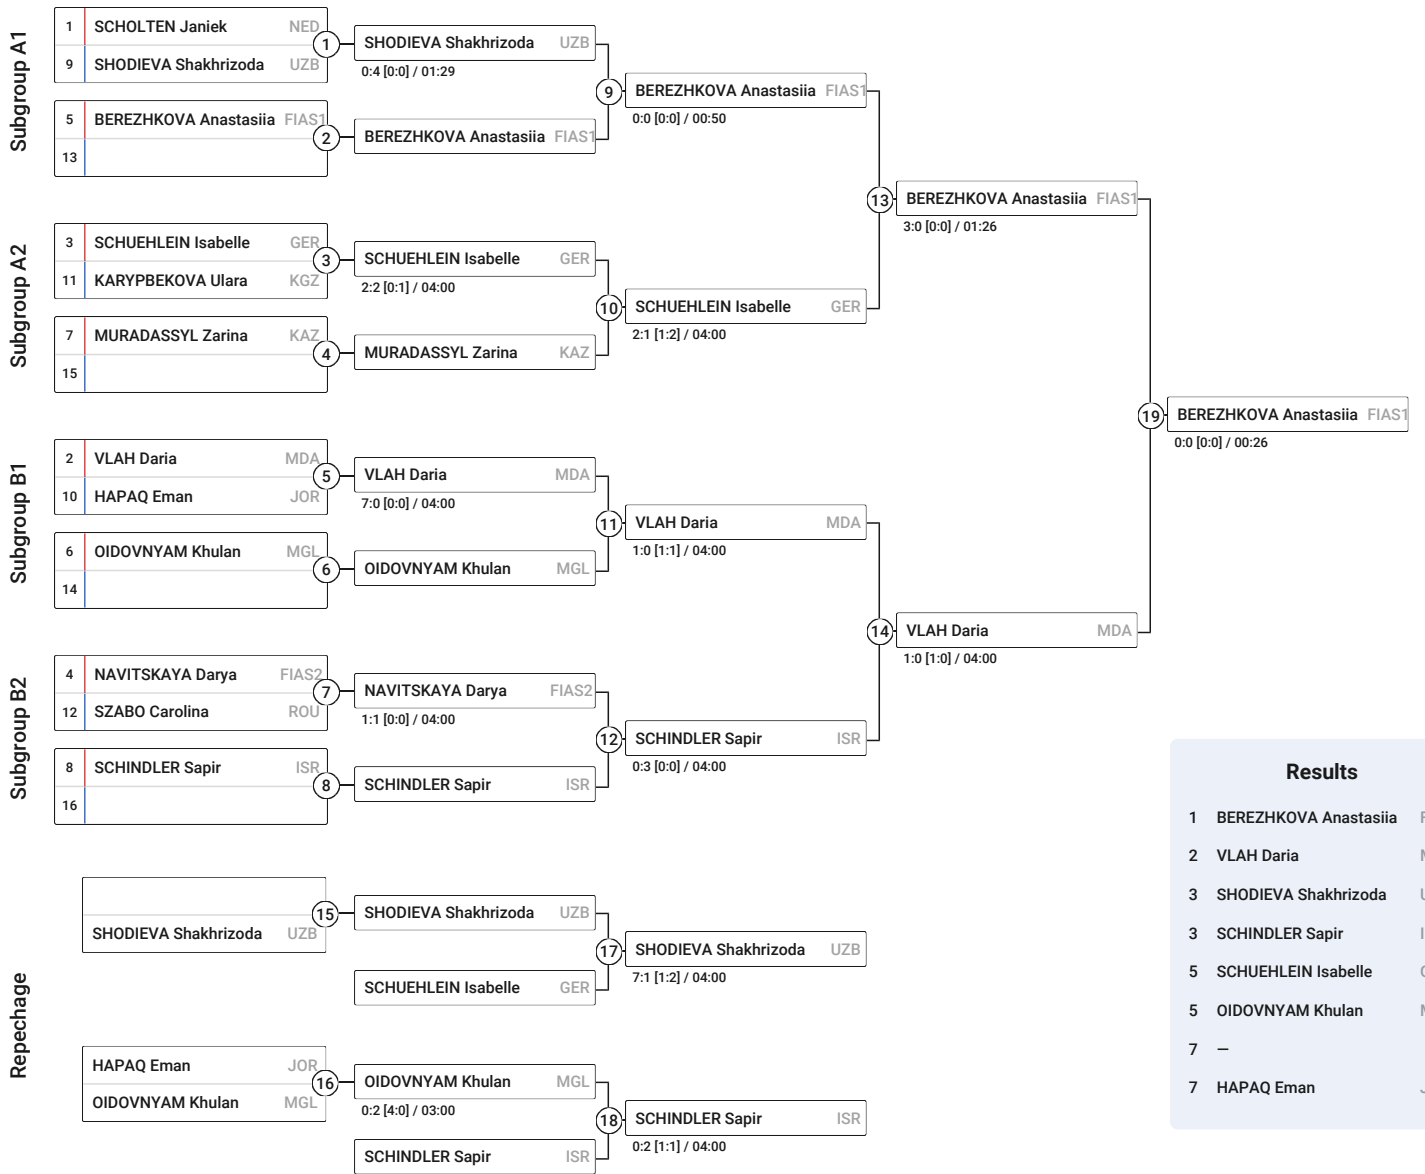 Subgroup A1
1 SCHOLTEN Janiek NED
9 SHODIEVA Shakhrizoda UZB
1
SHODIEVA Shakhrizoda UZB
0:4 [0:0] / 01:29
5 BEREZHKOVA Anastasiia FIAS1
13
2
BEREZHKOVA Anastasiia FIAS1
9
BEREZHKOVA Anastasiia FIAS1
0:0 [0:0] / 00:50
Subgroup A2
3 SCHUEHLEIN Isabelle GER
11 KARYPBEKOVA Ulara KGZ
3
SCHUEHLEIN Isabelle GER
2:2 [0:1] / 04:00
7 MURADASSYL Zarina KAZ
15
4
MURADASSYL Zarina KAZ
10
SCHUEHLEIN Isabelle GER
2:1 [1:2] / 04:00
13
BEREZHKOVA Anastasiia FIAS1
3:0 [0:0] / 01:26
Subgroup B1
2 VLAH Daria MDA
10 HAPAQ Eman JOR
5
VLAH Daria MDA
7:0 [0:0] / 04:00
6 OIDOVNYAM Khulan MGL
14
6
OIDOVNYAM Khulan MGL
11
VLAH Daria MDA
1:0 [1:1] / 04:00
Subgroup B2
4 NAVITSKAYA Darya FIAS2
12 SZABO Carolina ROU
7
NAVITSKAYA Darya FIAS2
1:1 [0:0] / 04:00
8 SCHINDLER Sapir ISR
16
8
SCHINDLER Sapir ISR
12
SCHINDLER Sapir ISR
0:3 [0:0] / 04:00
14
VLAH Daria MDA
1:0 [1:0] / 04:00
19
BEREZHKOVA Anastasiia FIAS1
0:0 [0:0] / 00:26
Repechage
SHODIEVA Shakhrizoda UZB
15
SHODIEVA Shakhrizoda UZB
SCHUEHLEIN Isabelle GER
17
SHODIEVA Shakhrizoda UZB
7:1 [1:2] / 04:00
HAPAQ Eman JOR
OIDOVNYAM Khulan MGL
16
OIDOVNYAM Khulan MGL
0:2 [4:0] / 03:00
SCHINDLER Sapir ISR
18
SCHINDLER Sapir ISR
0:2 [1:1] / 04:00
Results
1 BEREZHKOVA Anastasiia
2 VLAH Daria
3 SHODIEVA Shakhrizoda
3 SCHINDLER Sapir
5 SCHUEHLEIN Isabelle
5 OIDOVNYAM Khulan
7 —
7 HAPAQ Eman